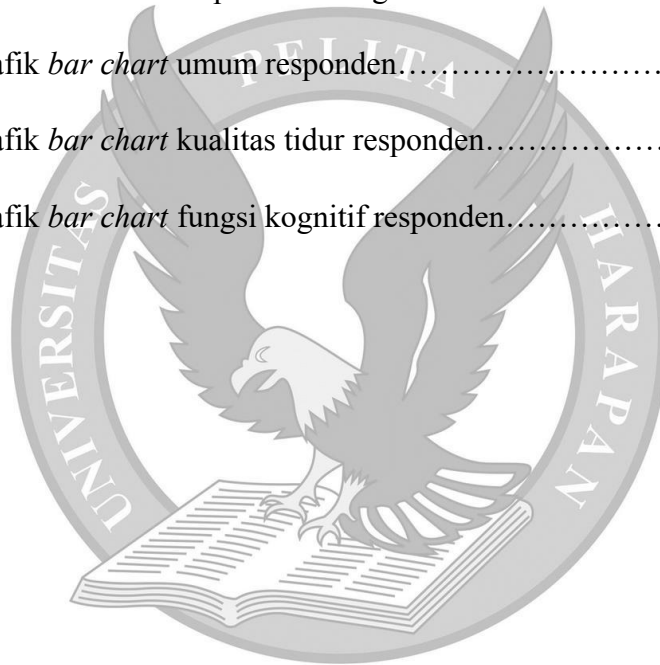 afik bar chart umum responden……………………
afik bar chart kualitas tidur responden………………
afik bar chart fungsi kognitif responden……………
UNIVERSITAS PELITA HARAPAN